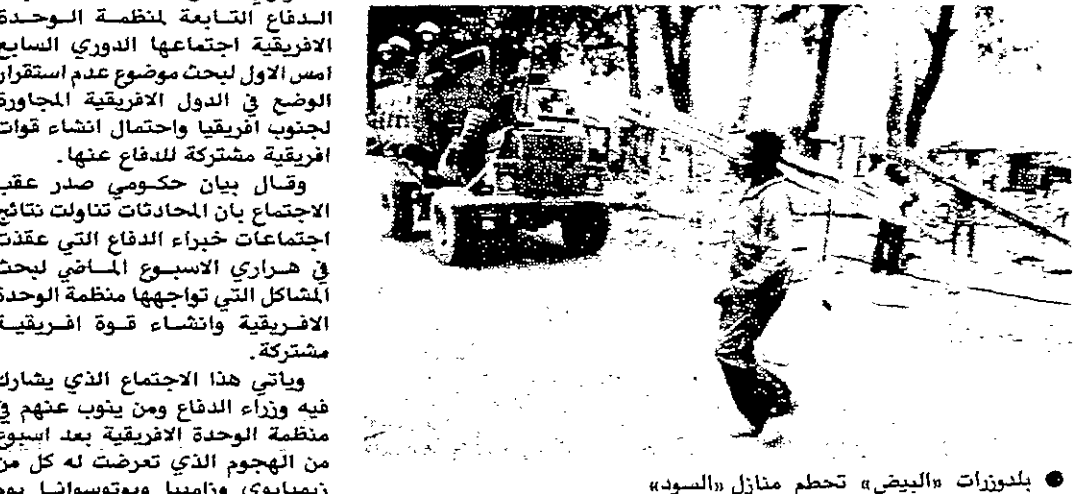 الدفاع التابعة لمنظمة الوحدة
الافريقية اجتماعها الدوري السابع
امس الاول لبحث موضوع عدم استقرار
الوضع في الدول الافريقية المجاورة
لجنوب افريقيا واحتمال انشاء قوات
افريقية مشتركة للدفاع عنها.
وقال بيان حكومي صدر عقب
الاجتماع بان المحادثات تناولت نتائج
اجتماعات خبراء الدفاع التي عقدت
في هراري الاسبوع الماضي لبحث
المشاكل التي تواجهها منظمة الوحدة
الافريقية وانشاء قوة افريقية
مشتركة.
وياتي هذا الاجتماع الذي يشارك
فيه وزراء الدفاع ومن ينوب عنهم في
منظمة الوحدة الافريقية بعد اسبوع
من الهجوم الذي تعرضت له كل من
زيمبابوي وزامبيا وبوتوسوانا يوم
● بلدوزرات «البيض» تحطم منازل «السود»